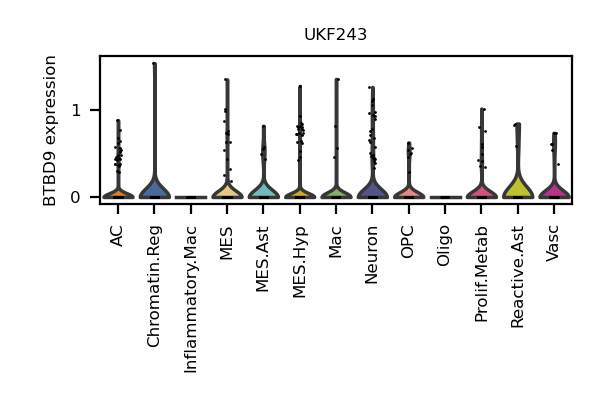 UKF243
BTBD9 expression
1
0
AC
Chromatin.Reg
Inflammatory.Mac
MES
MES.Ast
MES.Hyp
Mac
Neuron
OPC
Oligo
Prolif.Metab
Reactive.Ast
Vasc